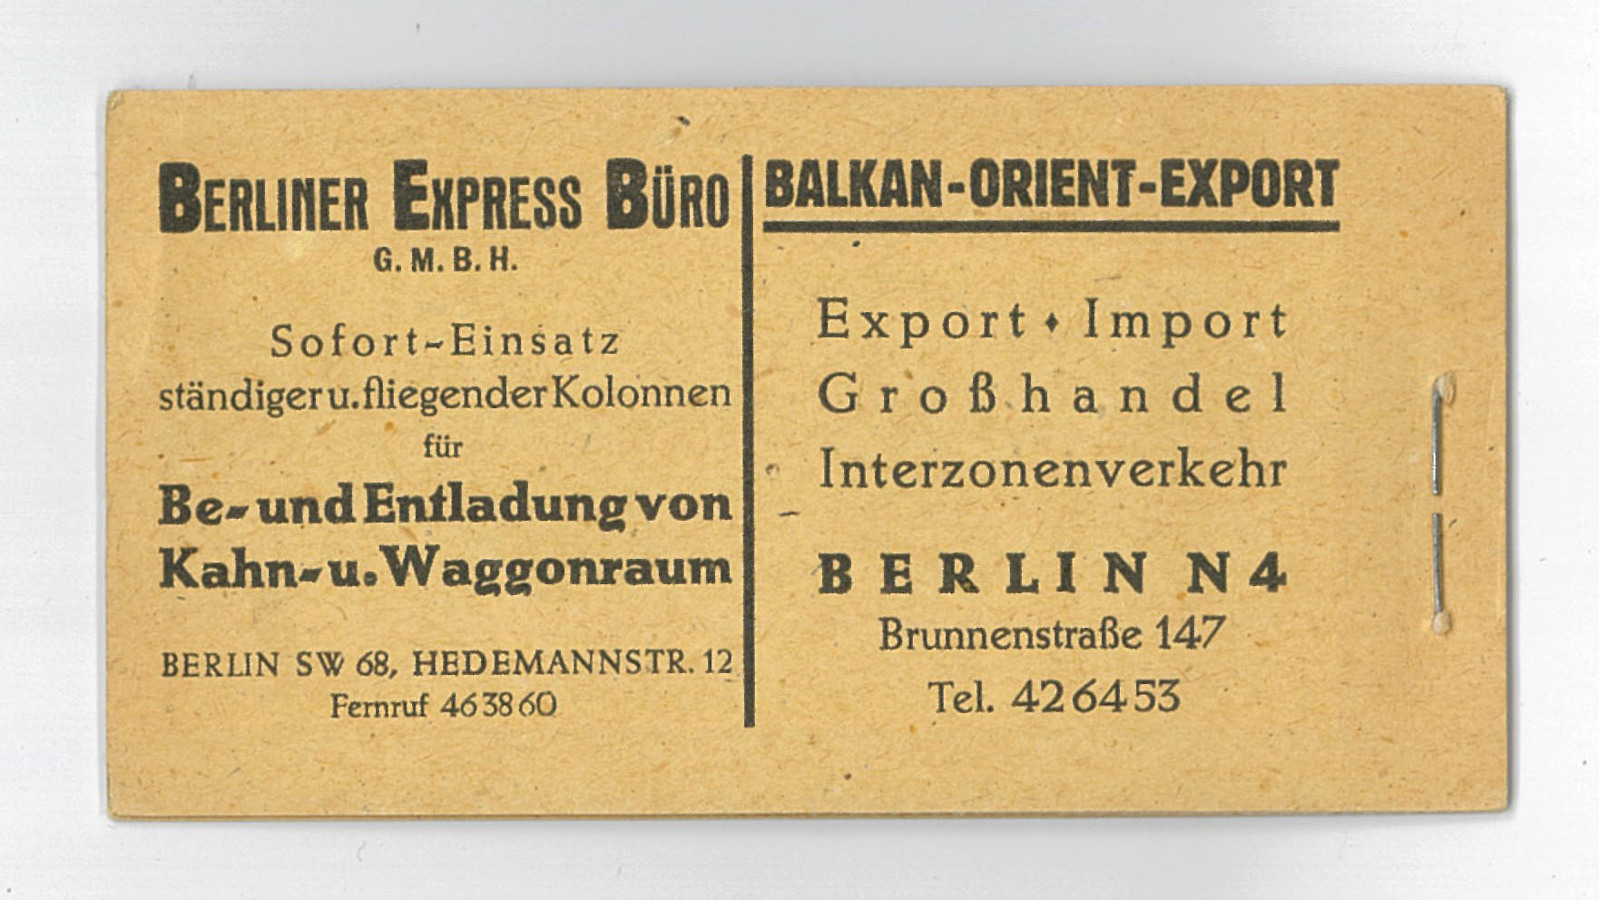 BERLINER EXPRESS BÜRO
G. M. B. H.
Sofort-Einsatz
ständiger u. fliegender Kolonnen
für
Be- und Entladung von
Kahn- u. Waggonraum
BERLIN SW 68, HEDEMANNSTR. 12
Fernruf 46 38 60
BALKAN-ORIENT-EXPORT
Export ♦ Import
Großhandel
Interzonenverkehr
BERLIN N 4
Brunnenstraße 147
Tel. 42 64 53